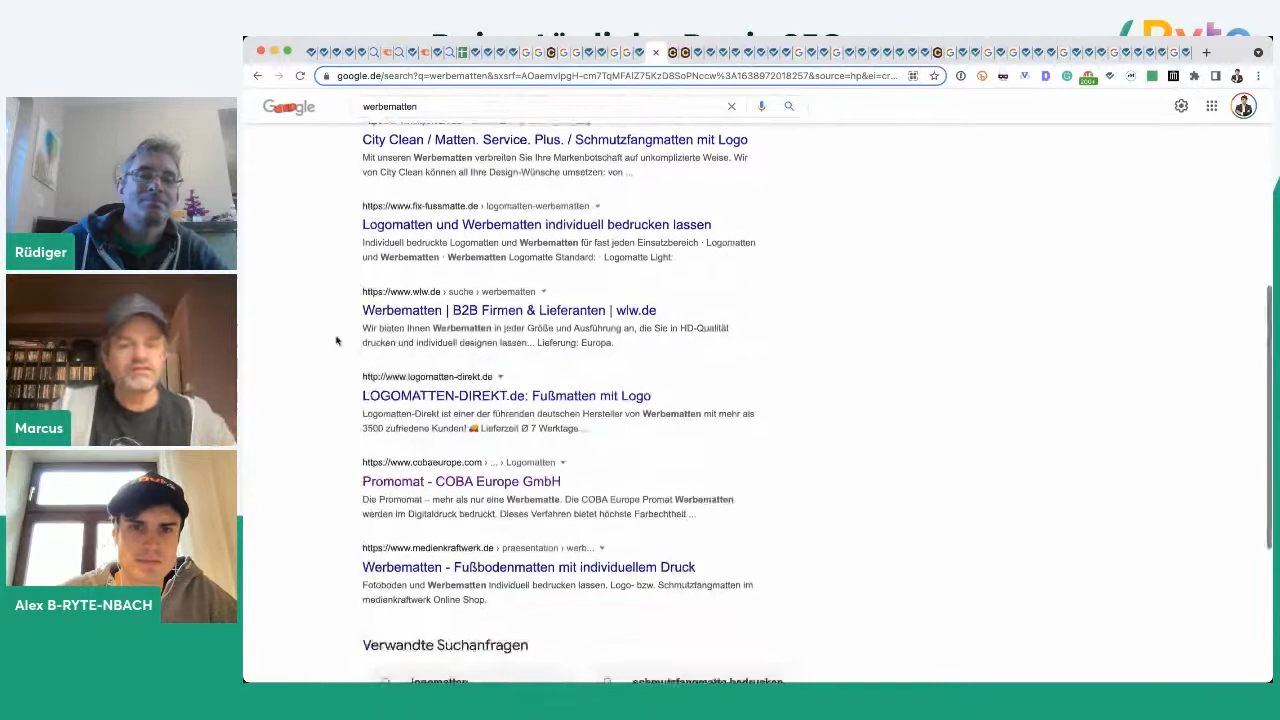 Ryte
google.de/search?q=werbematten&sxsrf=AOaemvIpgH-cm7TqMFAIZ75KzD8SoPNccw%3A1638972018257&source=hp&ei=cr...
200+
Google
werbematten
City Clean / Matten. Service. Plus. / Schmutzfangmatten mit Logo
Mit unseren Werbematten verbreiten Sie Ihre Markenbotschaft auf unkomplizierte Weise. Wir
von City Clean können all Ihre Design-Wünsche umsetzen: von ...
https://www.fix-fussmatte.de › logomatten-werbematten
Logomatten und Werbematten individuell bedrucken lassen
Individuell bedruckte Logomatten und Werbematten für fast jeden Einsatzbereich · Logomatten
und Werbematten · Werbematten Logomatte Standard: · Logomatte Light:
https://www.wlw.de › suche › werbematten
Werbematten | B2B Firmen & Lieferanten | wlw.de
Wir bieten Ihnen Werbematten in jeder Größe und Ausführung an, die Sie in HD-Qualität
drucken und individuell designen lassen... Lieferung: Europa.
http://www.logomatten-direkt.de
LOGOMATTEN-DIREKT.de: Fußmatten mit Logo
Logomatten-Direkt ist einer der führenden deutschen Hersteller von Werbematten mit mehr als
3500 zufriedene Kunden! 🚚 Lieferzeit Ø 7 Werktage ...
https://www.cobaeurope.com › ... › Logomatten
Promomat - COBA Europe GmbH
Die Promomat – mehr als nur eine Werbematte. Die COBA Europe Promat Werbematten
werden im Digitaldruck bedruckt. Dieses Verfahren bietet höchste Farbechtheit ...
https://www.medienkraftwerk.de › praesentation › werb...
Werbematten - Fußbodenmatten mit individuellem Druck
Fotoboden und Werbematten individuell bedrucken lassen. Logo- bzw. Schmutzfangmatten im
medienkraftwerk Online Shop.
Verwandte Suchanfragen
logomatten
schmutzfangmatte bedrucken
Rüdiger
Marcus
Alex B-RYTE-NBACH